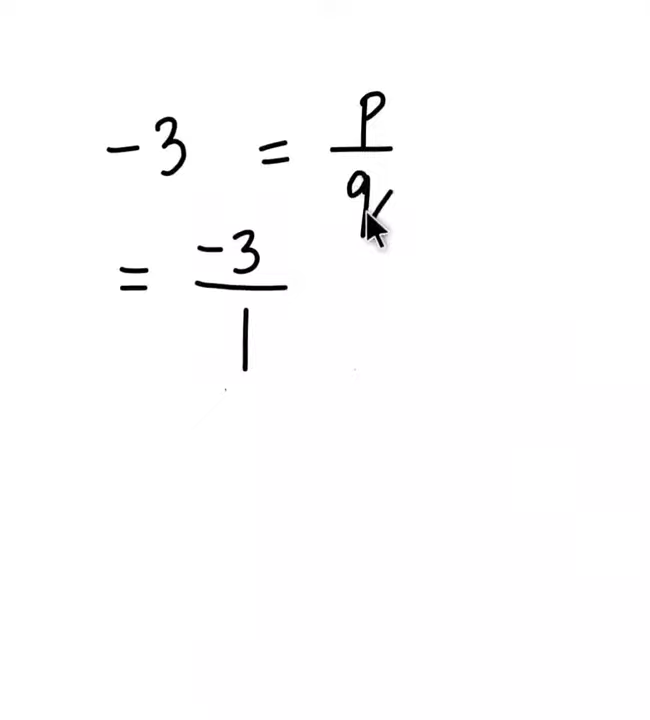 -3 = p/q
= -3/1